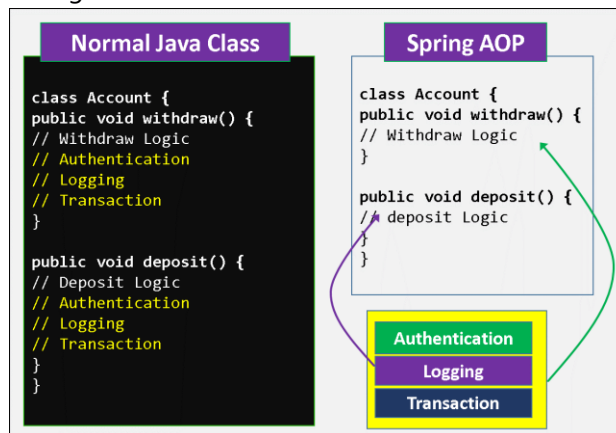 Normal Java Class
class Account {
public void withdraw() {
// Withdraw Logic
// Authentication
// Logging
// Transaction
}
public void deposit() {
// Deposit Logic
// Authentication
// Logging
// Transaction
}
}
Spring AOP
class Account {
public void withdraw() {
// Withdraw Logic
}
public void deposit() {
// deposit Logic
}
}
Authentication
Logging
Transaction